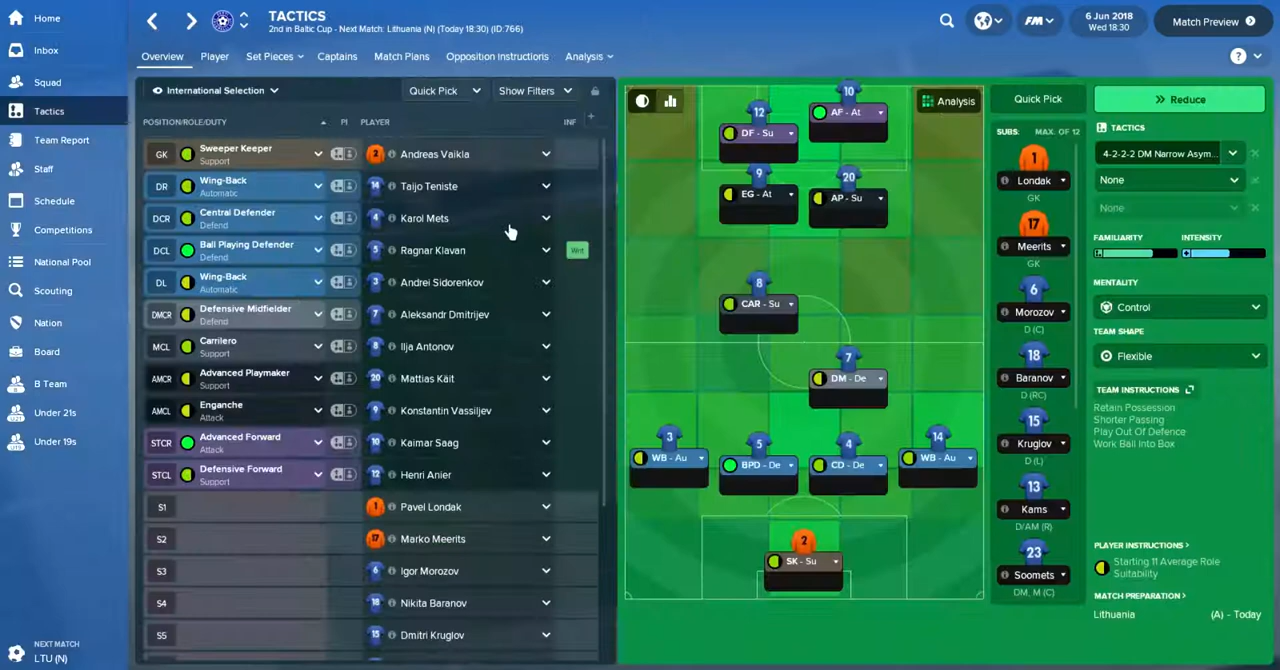 Home
Inbox
Squad
Tactics
Team Report
Staff
Schedule
Competitions
National Pool
Scouting
Nation
Board
B Team
Under 21s
Under 19s
NEXT MATCH
LTU (N)
TACTICS
2nd in Baltic Cup - Next Match: Lithuania (N) (Today 18:30) (ID:766)
FM
6 Jun 2018
Wed 18:30
Match Preview
Overview
Player
Set Pieces
Captains
Match Plans
Opposition Instructions
Analysis
?
International Selection
Quick Pick
Show Filters
POSITION/ROLE/DUTY
PI
PLAYER
INF
GK Sweeper Keeper Support 2 Andreas Vaikla
DR Wing-Back Automatic 14 Taijo Teniste
DCR Central Defender Defend 4 Karol Mets
DCL Ball Playing Defender Defend 5 Ragnar Klavan Wnt
DL Wing-Back Automatic 3 Andrei Sidorenkov
DMCR Defensive Midfielder Defend 7 Aleksandr Dmitrijev
MCL Carrilero Support 8 Ilja Antonov
AMCR Advanced Playmaker Support 20 Mattias Käit
AMCL Enganche Attack 9 Konstantin Vassiljev
STCR Advanced Forward Attack 10 Kaimar Saag
STCL Defensive Forward Support 12 Henri Anier
S1 1 Pavel Londak
S2 17 Marko Meerits
S3 6 Igor Morozov
S4 18 Nikita Baranov
S5 15 Dmitri Kruglov
Analysis
12
DF - Su
10
AF - At
9
EG - At
20
AP - Su
8
CAR - Su
7
DM - De
3
WB - Au
5
BPD - De
4
CD - De
14
WB - Au
2
SK - Su
Quick Pick
SUBS: MAX. OF 12
1
Londak
GK
17
Meerits
GK
6
Morozov
D (C)
18
Baranov
D (RC)
15
Kruglov
D (L)
13
Kams
D/AM (R)
23
Soomets
DM, M (C)
Reduce
TACTICS
4-2-2-2 DM Narrow Asym...
None
None
FAMILIARITY
INTENSITY
MENTALITY
Control
TEAM SHAPE
Flexible
TEAM INSTRUCTIONS
Retain Possession
Shorter Passing
Play Out Of Defence
Work Ball Into Box
PLAYER INSTRUCTIONS >
Starting 11 Average Role
Suitability
MATCH PREPARATION >
Lithuania (A) - Today